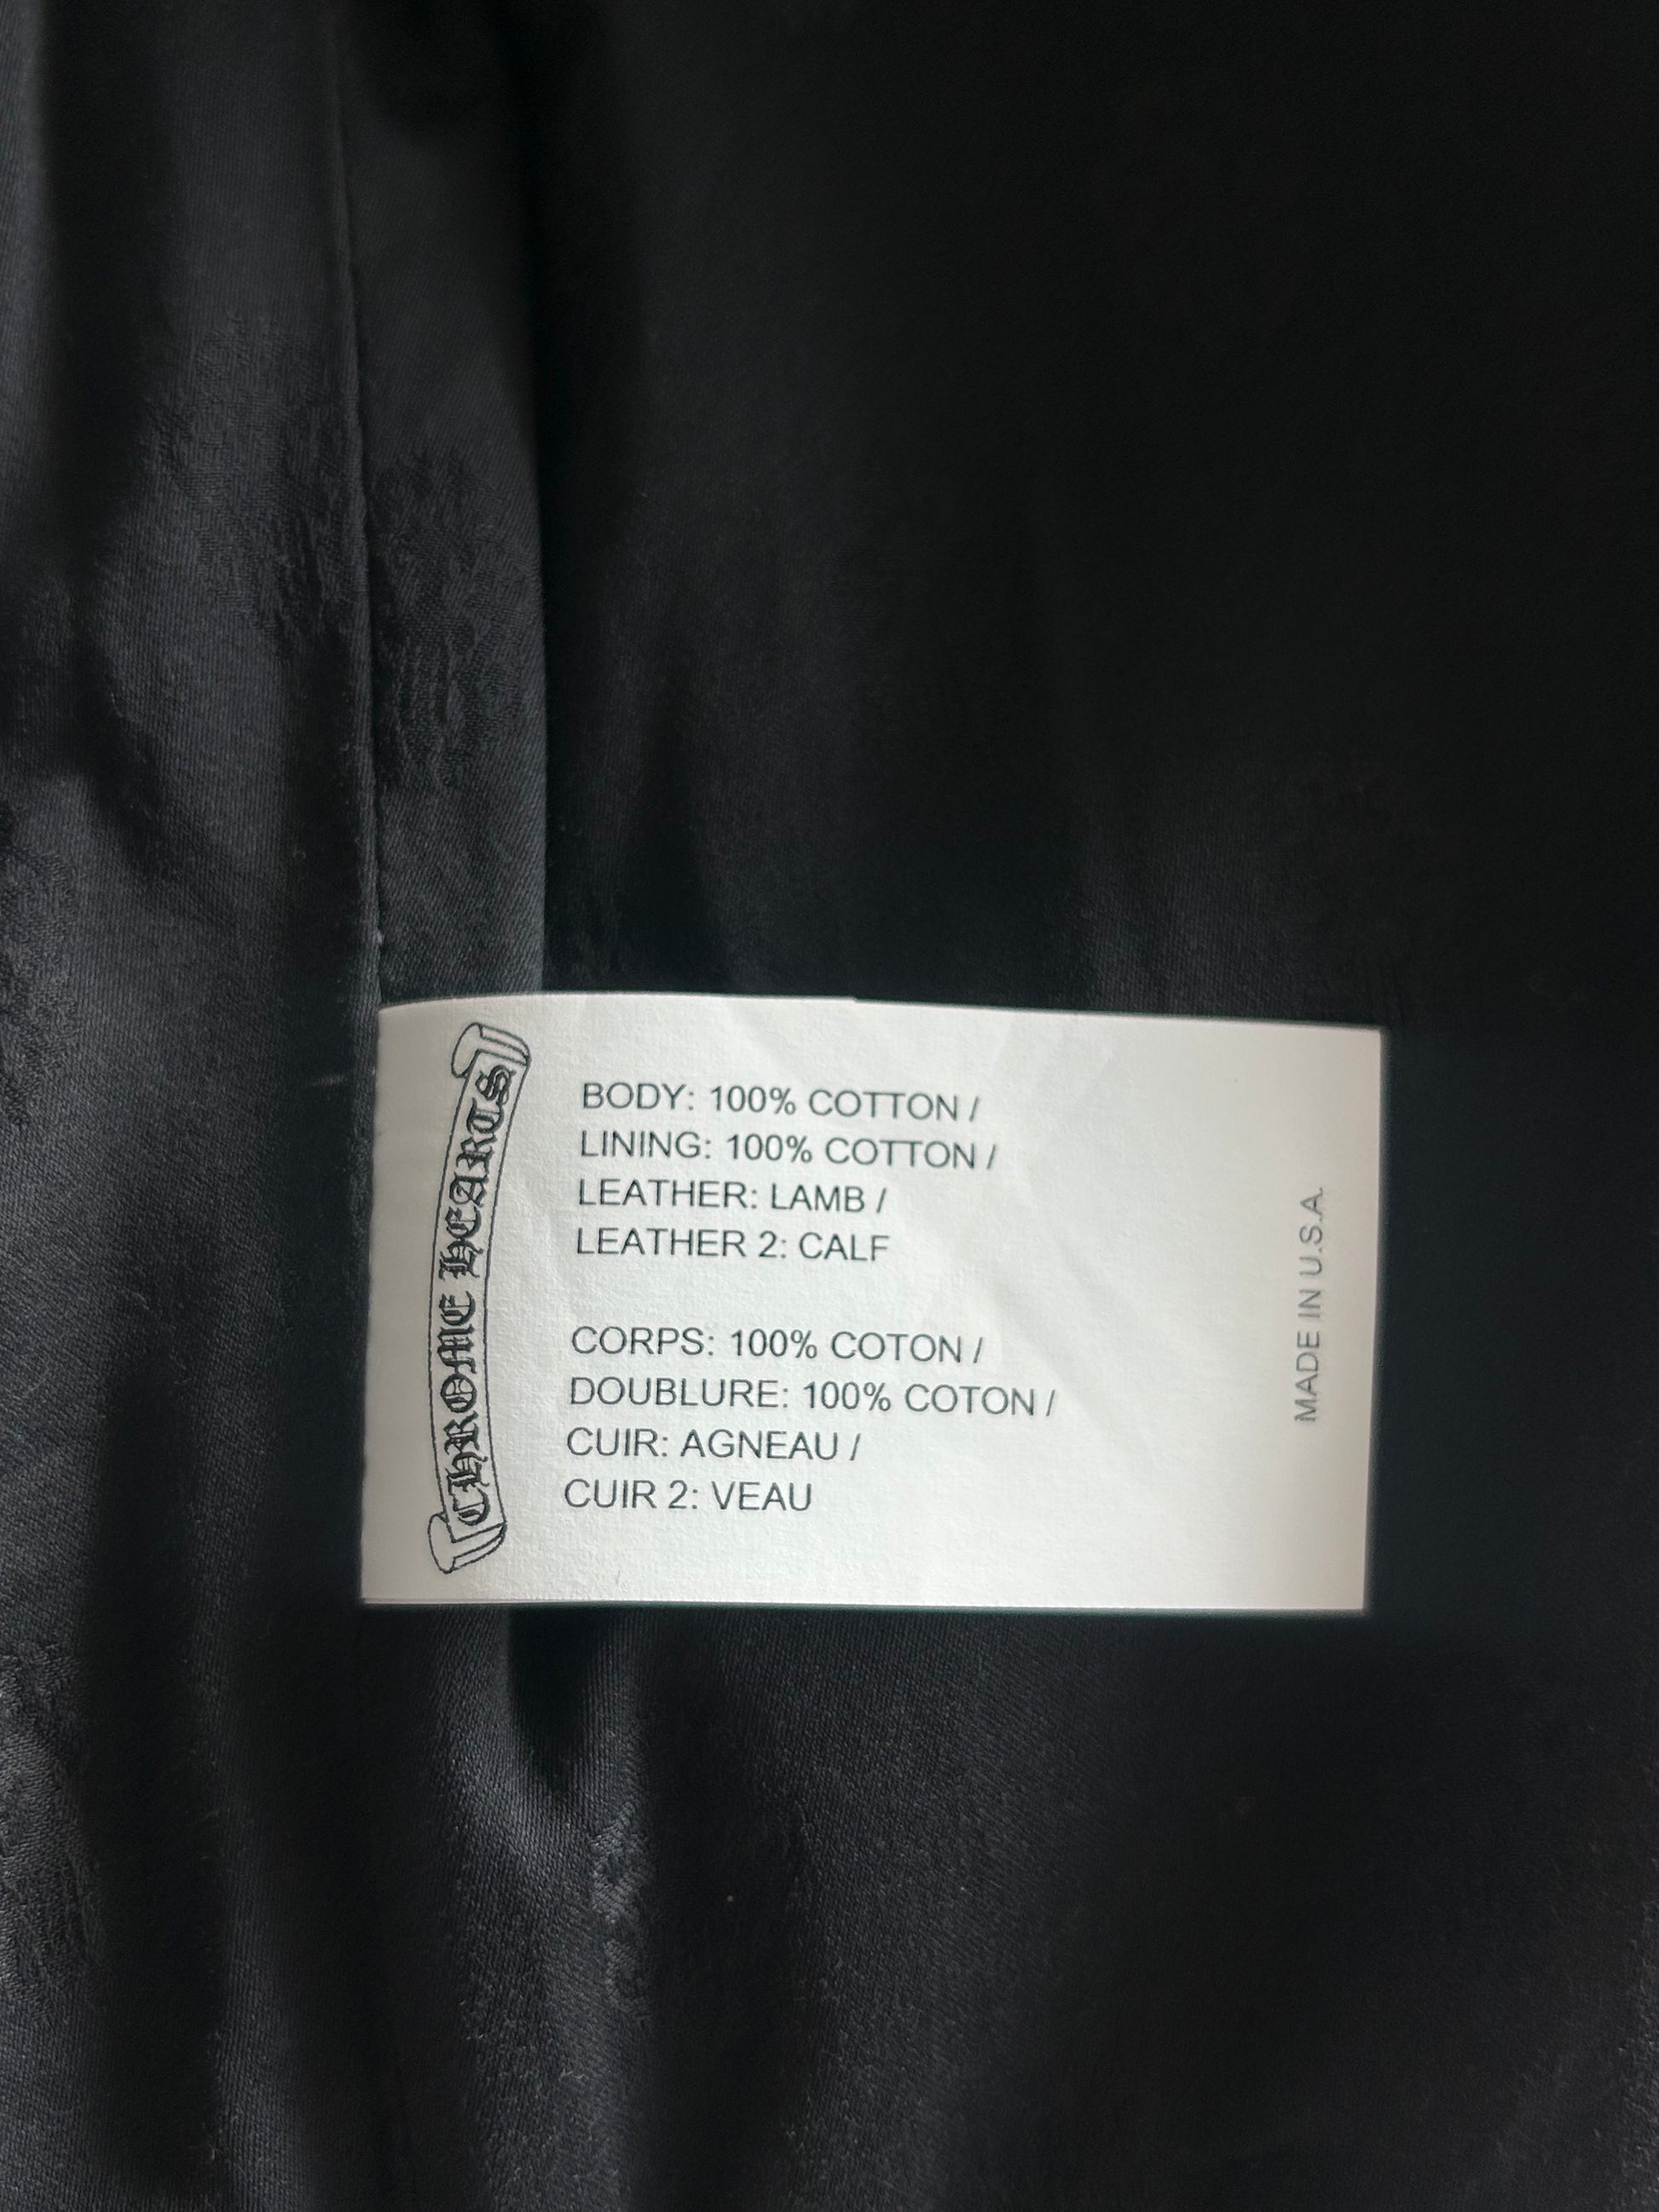 CHROME HEARTS
BODY: 100% COTTON /
LINING: 100% COTTON /
LEATHER: LAMB /
LEATHER 2: CALF
CORPS: 100% COTON /
DOUBLURE: 100% COTON /
CUIR: AGNEAU /
CUIR 2: VEAU
MADE IN U.S.A.